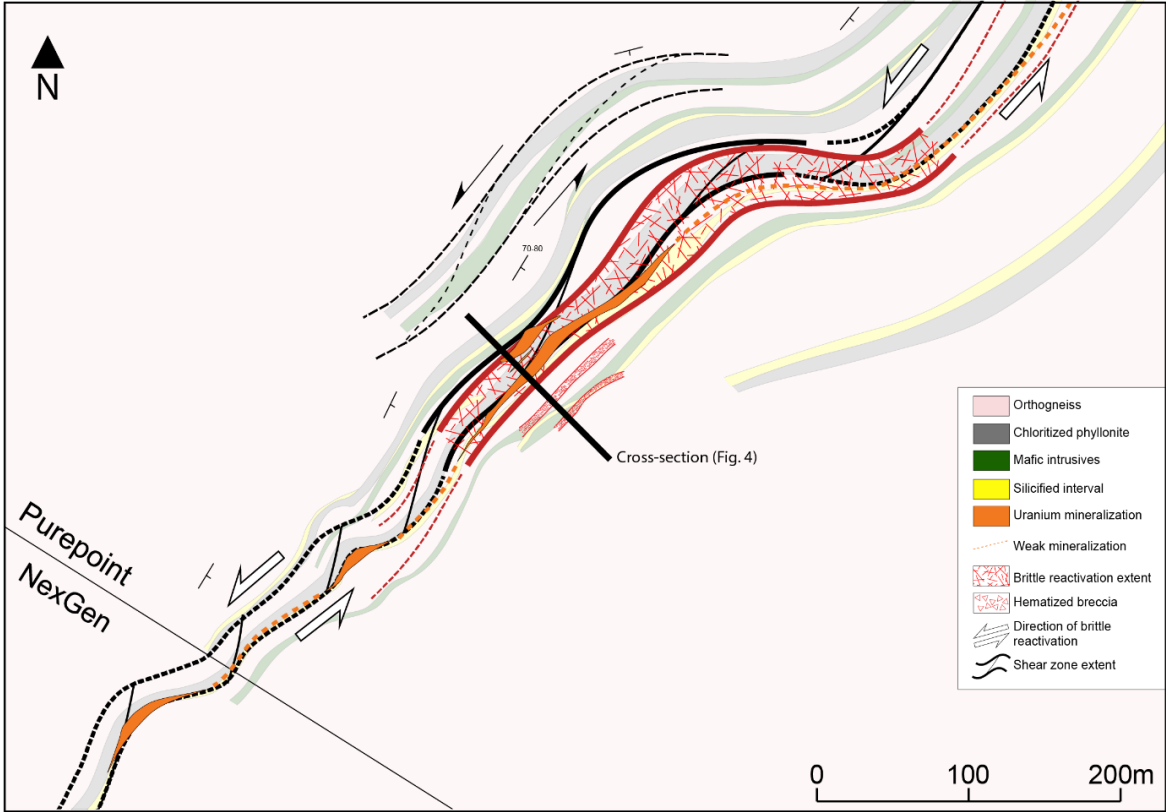 N
70-80
Cross-section (Fig. 4)
Purepoint
NexGen
Orthogneiss
Chloritized phyllonite
Mafic intrusives
Silicified interval
Uranium mineralization
Weak mineralization
Brittle reactivation extent
Hematized breccia
Direction of brittle
reactivation
Shear zone extent
0 100 200m